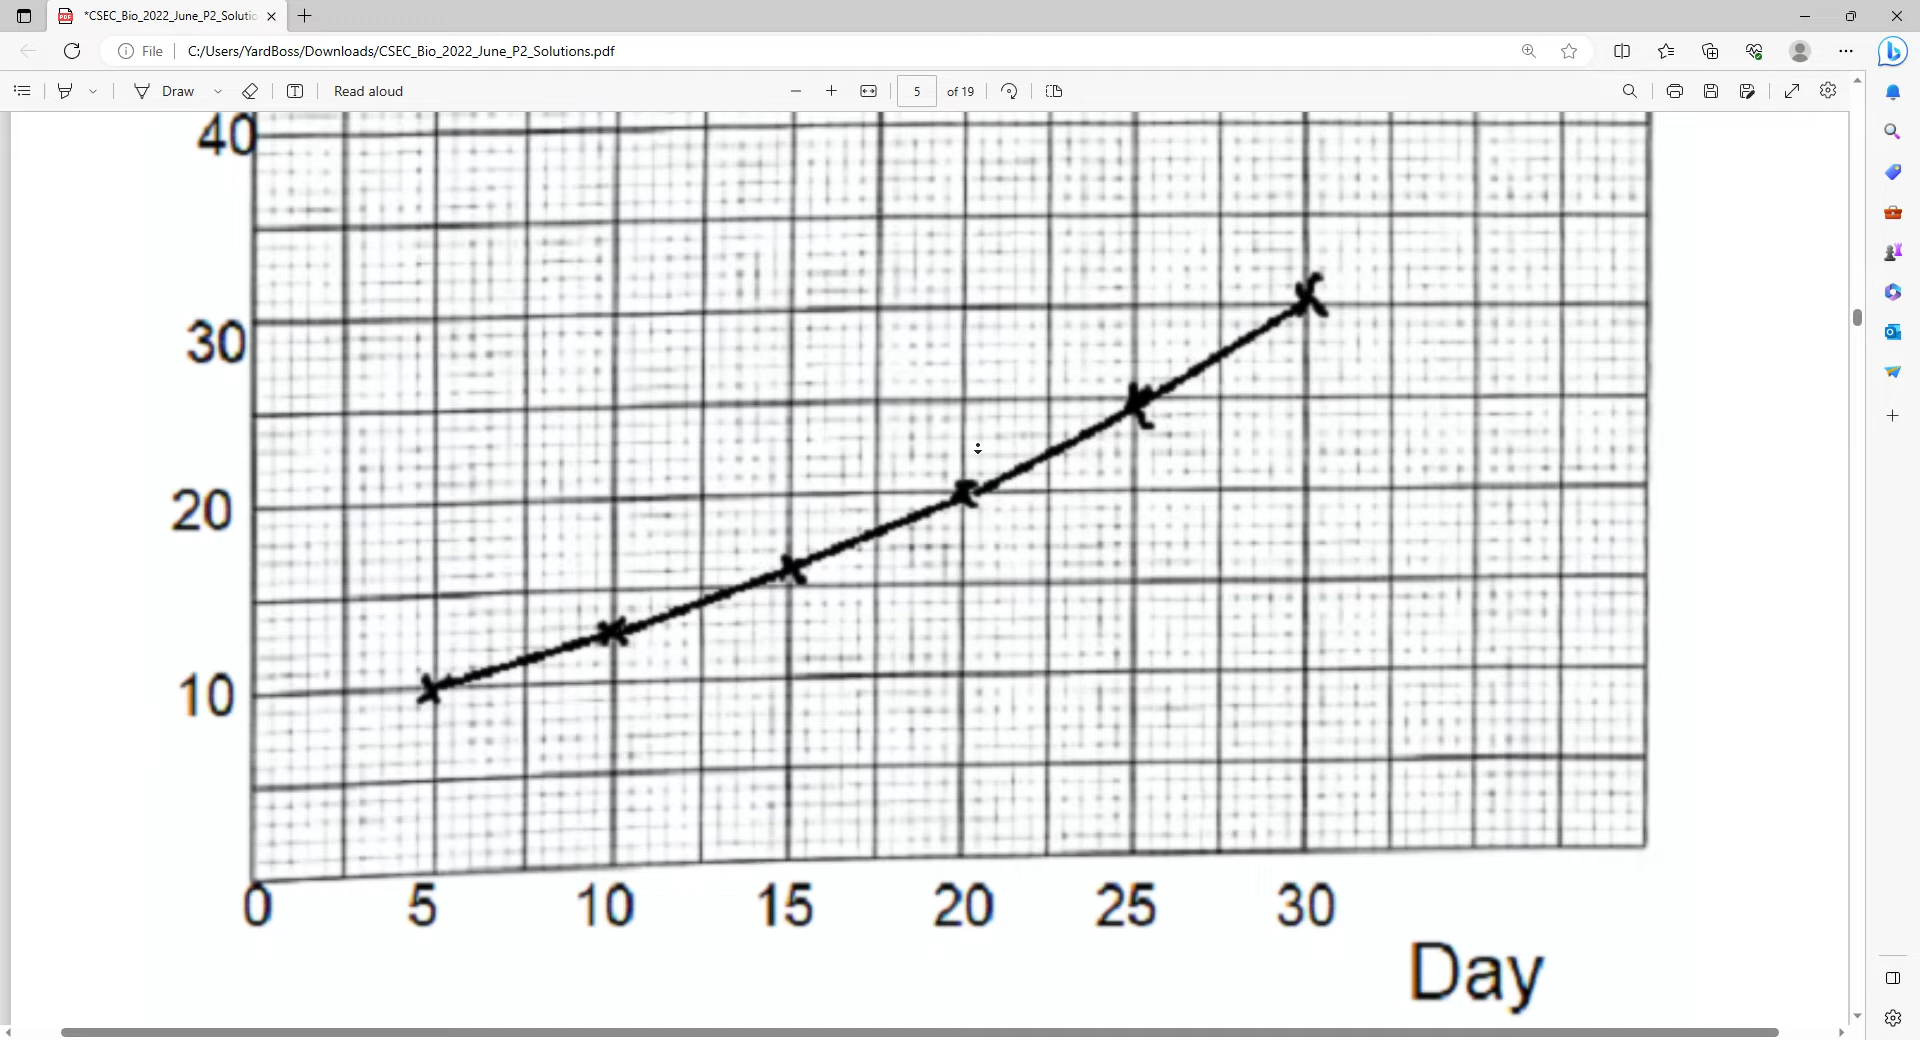 *CSEC_Bio_2022_June_P2_Solutio
File
C:/Users/YardBoss/Downloads/CSEC_Bio_2022_June_P2_Solutions.pdf
Draw
Read aloud
5 of 19
40
30
20
10
0 5 10 15 20 25 30
Day